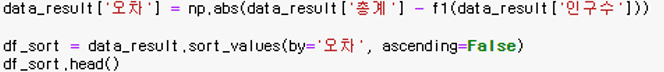 data_result['오차'] = np.abs(data_result['총계'] - f1(data_result['인구수']))
df_sort = data_result.sort_values(by='오차', ascending=False)
df_sort.head()